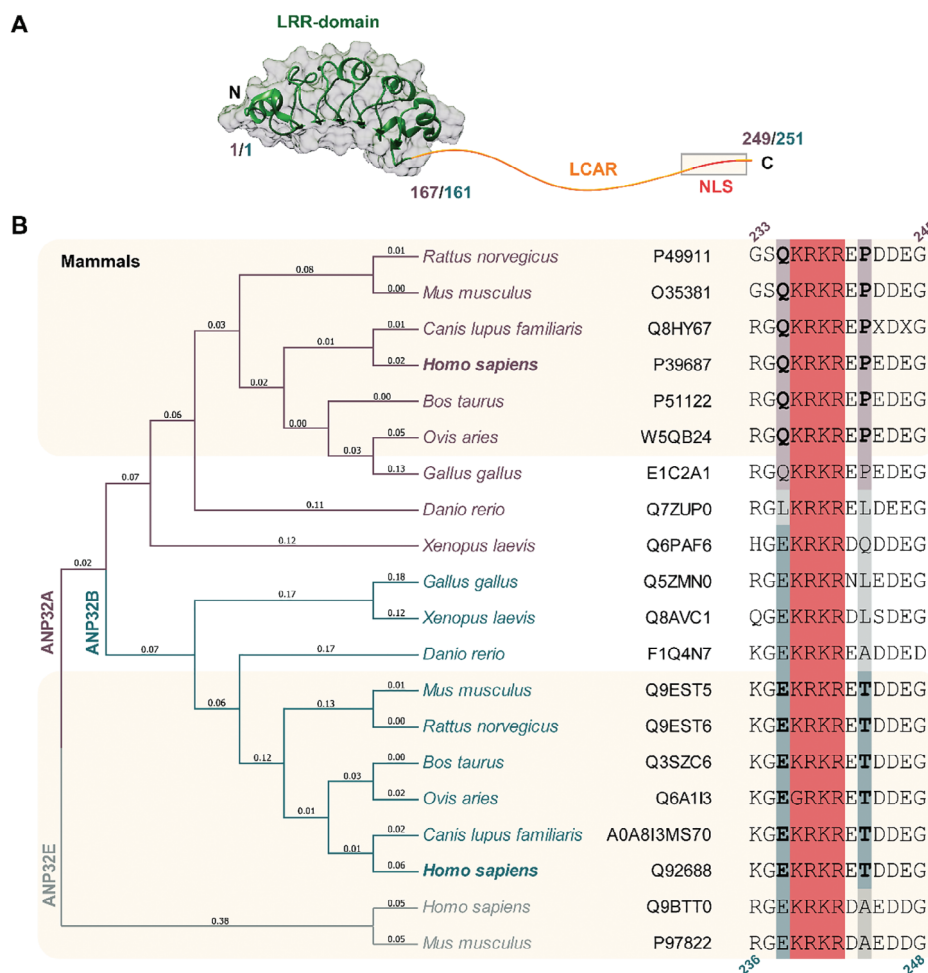 A
LRR-domain
N
1/1
167/161
LCAR
249/251
C
NLS
B
Mammals
233
0.01 Rattus norvegicus P49911 GSQKRKREPDDEG
0.08
0.00 Mus musculus O35381 GSQKRKREPDDEG
0.03
0.01 Canis lupus familiaris Q8HY67 RGQKRKREPXDXG
0.01
0.02 Homo sapiens P39687 RGQKRKREPEDEG
0.02
0.00 Bos taurus P51122 RGQKRKREPEDEG
0.06
0.00
0.05 Ovis aries W5QB24 RGQKRKREPEDEG
0.03
0.13 Gallus gallus E1C2A1 RGQKRKREPEDEG
0.07
0.11 Danio rerio Q7ZUP0 RGLKRKRELDEEG
0.12 Xenopus laevis Q6PAF6 HGEKRKRDQDDEG
0.02
0.18 Gallus gallus Q5ZMN0 RGEKRKRNLEDEG
0.17
0.12 Xenopus laevis Q8AVC1 QGEKRKRDLSDEG
ANP32A
ANP32B
0.07
0.17 Danio rerio F1Q4N7 KGEKRKREADDED
0.01 Mus musculus Q9EST5 KGEKRKRETDDEG
0.06
0.13
0.00 Rattus norvegicus Q9EST6 KGEKRKRETDDEG
0.12
0.00 Bos taurus Q3SZC6 KGEKRKRETDDEG
0.03
0.02 Ovis aries Q6A1I3 KGEGRKRETDDEG
0.01
0.02 Canis lupus familiaris A0A8I3MS70 KGEKRKRETDDEG
0.01
0.06 Homo sapiens Q92688 KGEKRKRETDDEG
ANP32E
0.05 Homo sapiens Q9BTT0 RGEKRKRDAEDDG
0.38
0.05 Mus musculus P97822 RGEKRKRDAEDDG
236
248